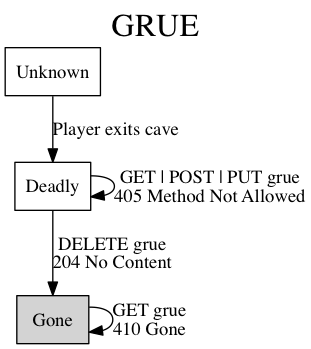 GRUE
Unknown
Player exits cave
Deadly
GET | POST | PUT grue
405 Method Not Allowed
DELETE grue
204 No Content
Gone
GET grue
410 Gone